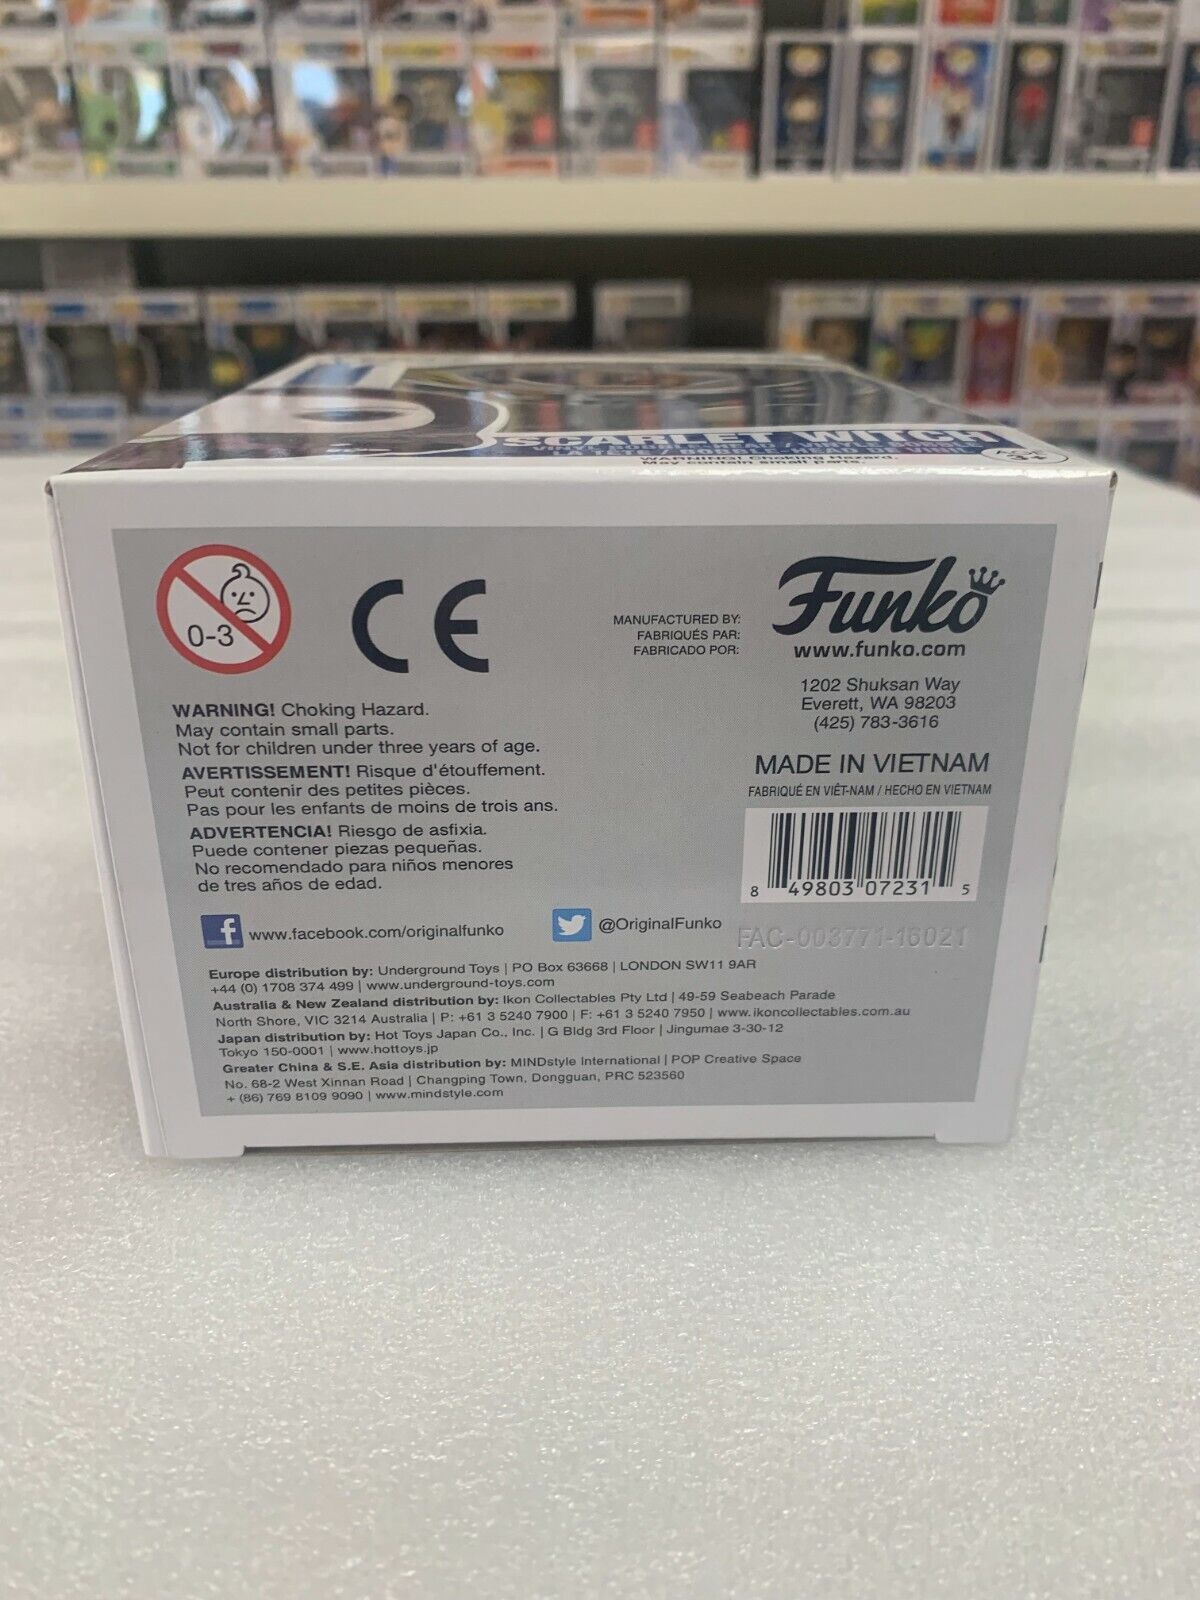 SCARLET WITCH
WARNING! Choking Hazard.
May contain small parts.
0-3
CE
MANUFACTURED BY:
FABRIQUÉS PAR:
FABRICADO POR:
Funko
www.funko.com
1202 Shuksan Way
Everett, WA 98203
(425) 783-3616
MADE IN VIETNAM
FABRIQUÉ EN VIÊT-NAM / HECHO EN VIETNAM
8 49803 07231 5
FAC-003771-16021
WARNING! Choking Hazard.
May contain small parts.
Not for children under three years of age.
AVERTISSEMENT! Risque d'étouffement.
Peut contenir des petites pièces.
Pas pour les enfants de moins de trois ans.
ADVERTENCIA! Riesgo de asfixia.
Puede contener piezas pequeñas.
No recomendado para niños menores
de tres años de edad.
f www.facebook.com/originalfunko
@OriginalFunko
Europe distribution by: Underground Toys | PO Box 63668 | LONDON SW11 9AR
+44 (0) 1708 374 499 | www.underground-toys.com
Australia & New Zealand distribution by: Ikon Collectables Pty Ltd | 49-59 Seabeach Parade
North Shore, VIC 3214 Australia | P: +61 3 5240 7900 | F: +61 3 5240 7950 | www.ikoncollectables.com.au
Japan distribution by: Hot Toys Japan Co., Inc. | G Bldg 3rd Floor | Jingumae 3-30-12
Tokyo 150-0001 | www.hottoys.jp
Greater China & S.E. Asia distribution by: MINDstyle International | POP Creative Space
No. 68-2 West Xinnan Road | Changping Town, Dongguan, PRC 523560
+ (86) 769 8109 9090 | www.mindstyle.com